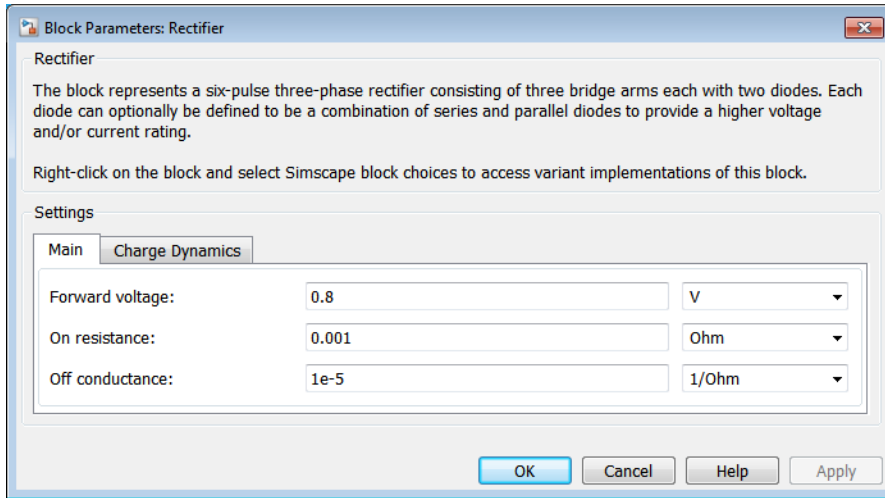 Block Parameters: Rectifier
Rectifier
The block represents a six-pulse three-phase rectifier consisting of three bridge arms each with two diodes. Each
diode can optionally be defined to be a combination of series and parallel diodes to provide a higher voltage
and/or current rating.
Right-click on the block and select Simscape block choices to access variant implementations of this block.
Settings
Main Charge Dynamics
Forward voltage: 0.8 V
On resistance: 0.001 Ohm
Off conductance: 1e-5 1/Ohm
OK Cancel Help Apply